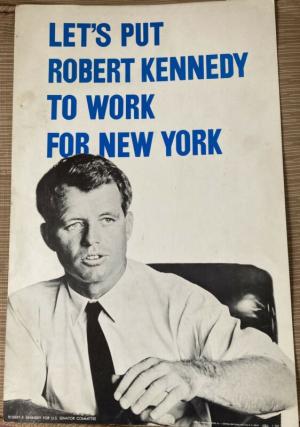 LET'S PUT
ROBERT KENNEDY
TO WORK
FOR NEW YORK
ROBERT F. KENNEDY FOR U.S. SENATOR COMMITTEE